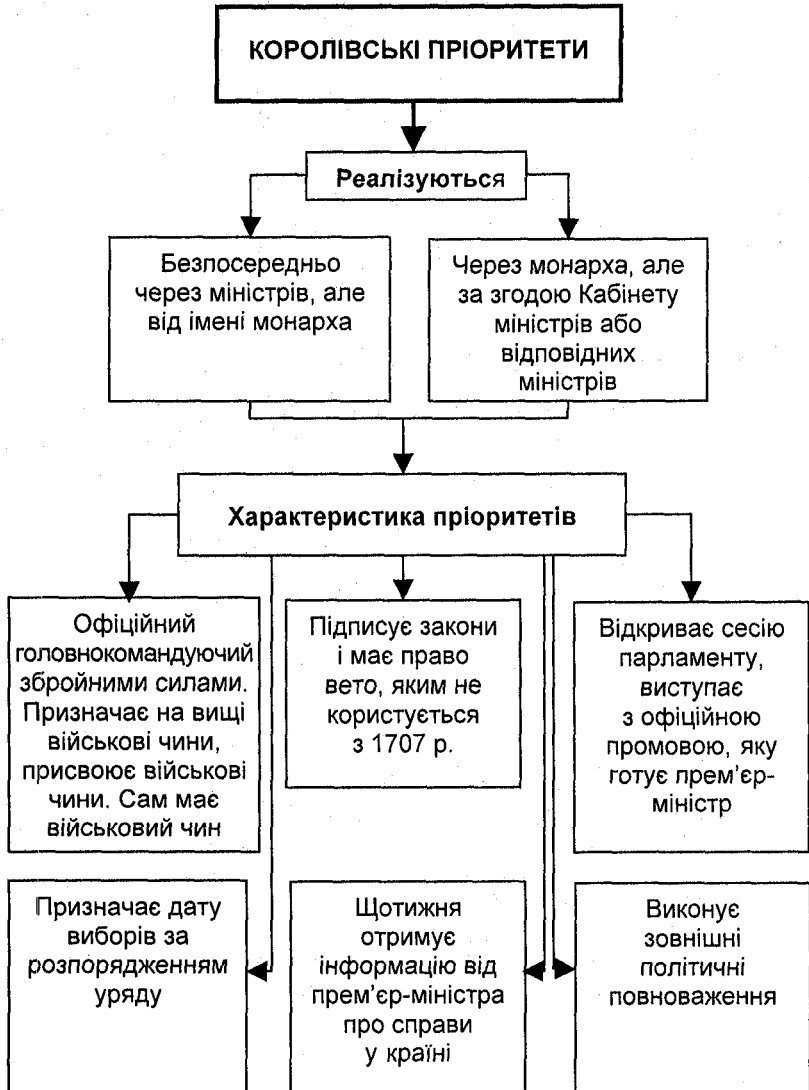 КОРОЛІВСЬКІ ПРІОРИТЕТИ
Реалізуються
Безпосередньо
через міністрів, але
від імені монарха
Через монарха, але
за згодою Кабінету
міністрів або
відповідних
міністрів
Характеристика пріоритетів
Офіційний
головнокомандуючий
збройними силами.
Призначає на вищі
військові чини,
присвоює військові
чини. Сам має
військовий чин
Підписує закони
і має право
вето, яким не
користується
з 1707 р.
Відкриває сесію
парламенту,
виступає
з офіційною
промовою, яку
готує прем’єр-
міністр
Призначає дату
виборів за
розпорядженням
уряду
Щотижня
отримує
інформацію від
прем’єр-міністра
про справи
у країні
Виконує
зовнішні
політичні
повноваження